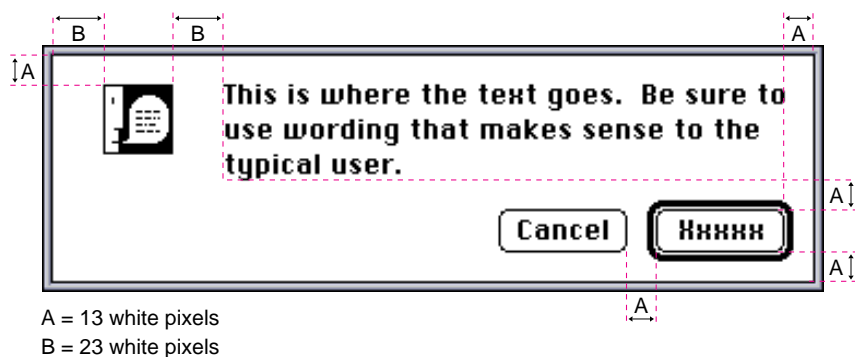 B B A
A
This is where the text goes. Be sure to
use wording that makes sense to the
typical user.
A
Cancel Xxxxx
A
A
A = 13 white pixels
B = 23 white pixels